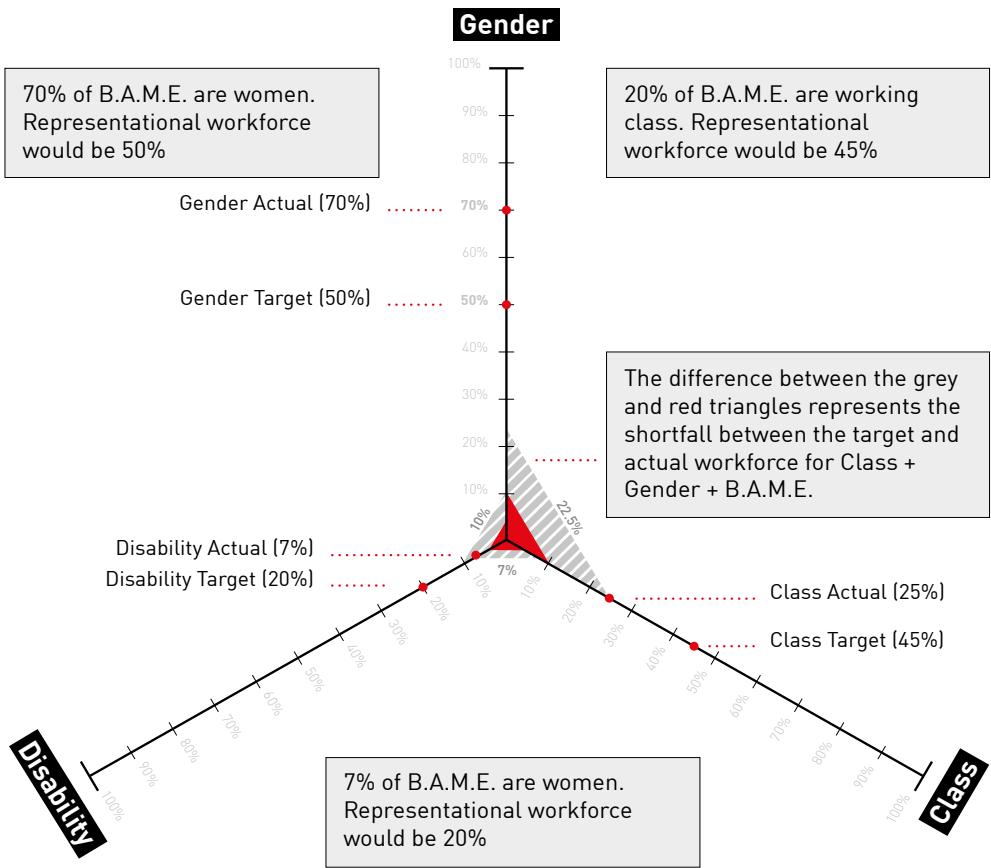 Gender
70% of B.A.M.E. are women.
Representational workforce
would be 50%
20% of B.A.M.E. are working
class. Representational
workforce would be 45%
100%
90%
80%
Gender Actual (70%)
70%
60%
Gender Target (50%)
50%
40%
30%
20%
10%
The difference between the grey
and red triangles represents the
shortfall between the target and
actual workforce for Class +
Gender + B.A.M.E.
10%
22.5%
7%
Disability Actual (7%)
Disability Target (20%)
10%
20%
30%
40%
50%
60%
70%
80%
90%
100%
Disability
10%
20%
30%
40%
50%
60%
70%
80%
90%
100%
Class Actual (25%)
Class Target (45%)
Class
7% of B.A.M.E. are women.
Representational workforce
would be 20%